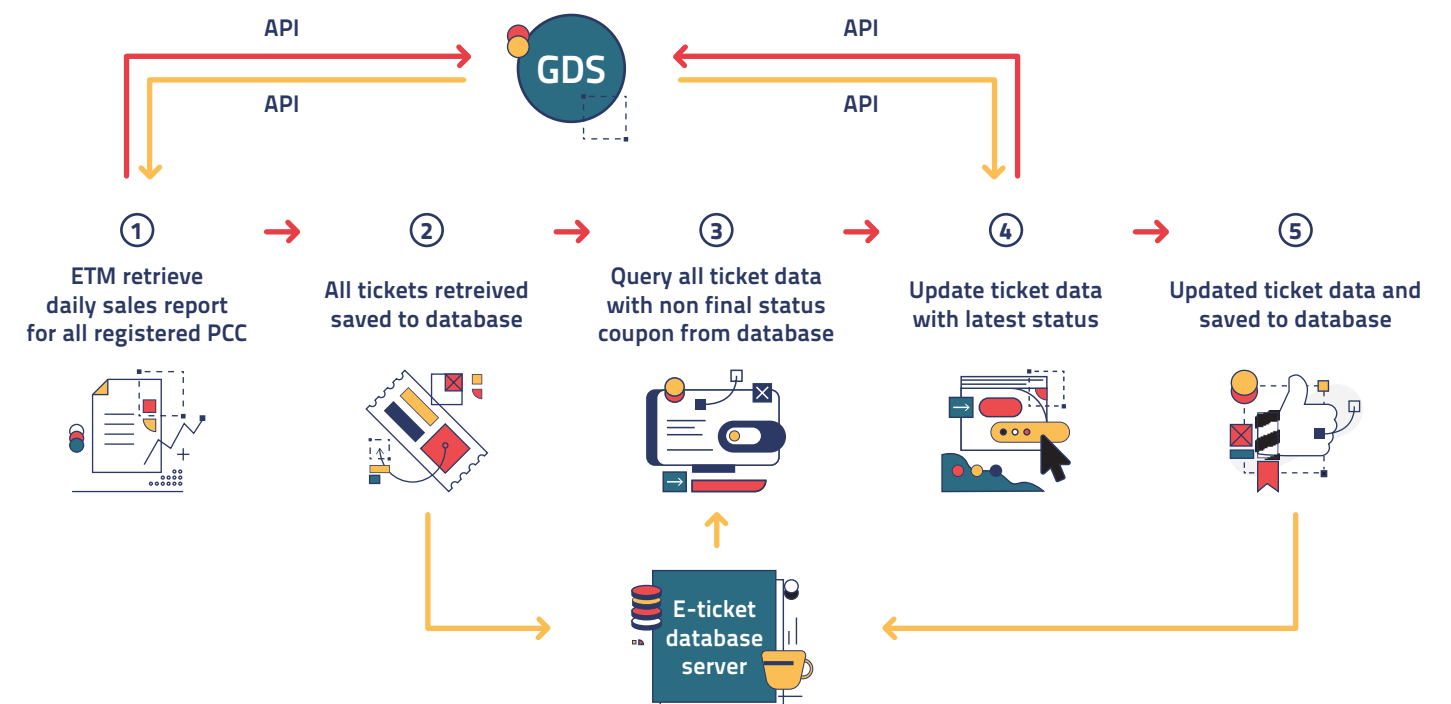 API
API
GDS
API
API
1
2
3
4
5
ETM retrieve
daily sales report
for all registered PCC
All tickets retreived
saved to database
Query all ticket data
with non final status
coupon from database
Update ticket data
with latest status
Updated ticket data and
saved to database
E-ticket
database
server